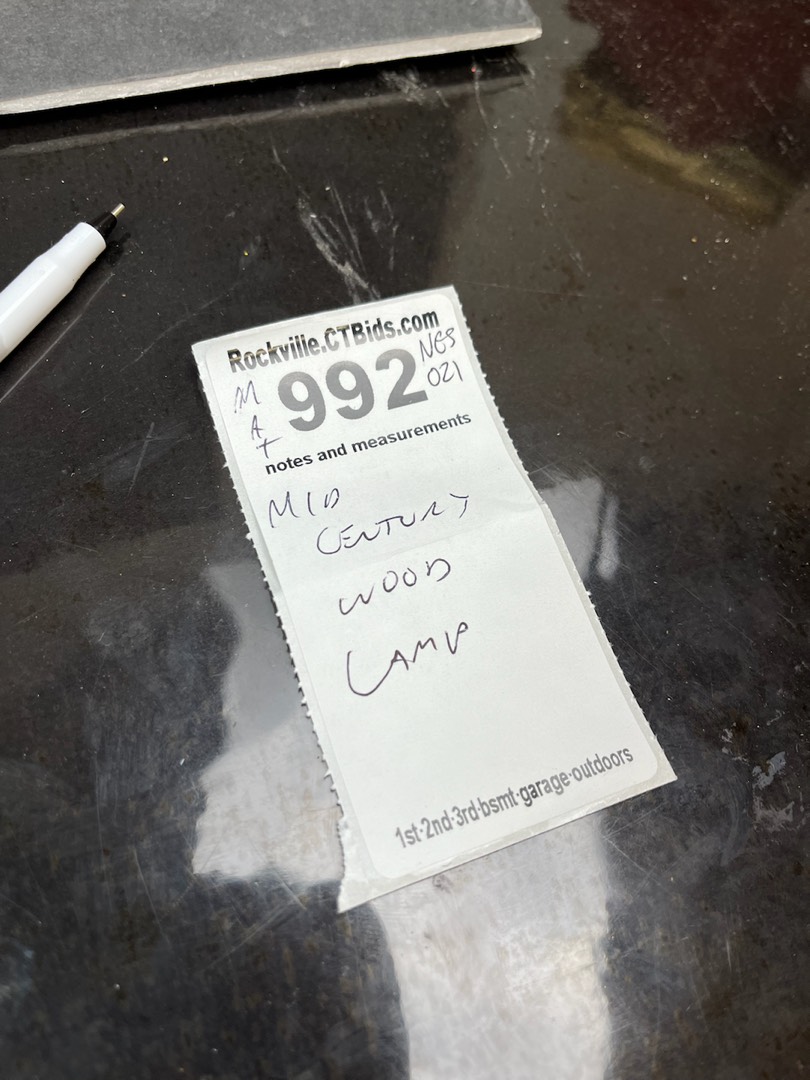 Rockville.CTBids.com
MAT 992 NES 021
notes and measurements
MID
CENTURY
WOOD
LAMP
1st·2nd·3rd·bsmt·garage·outdoors